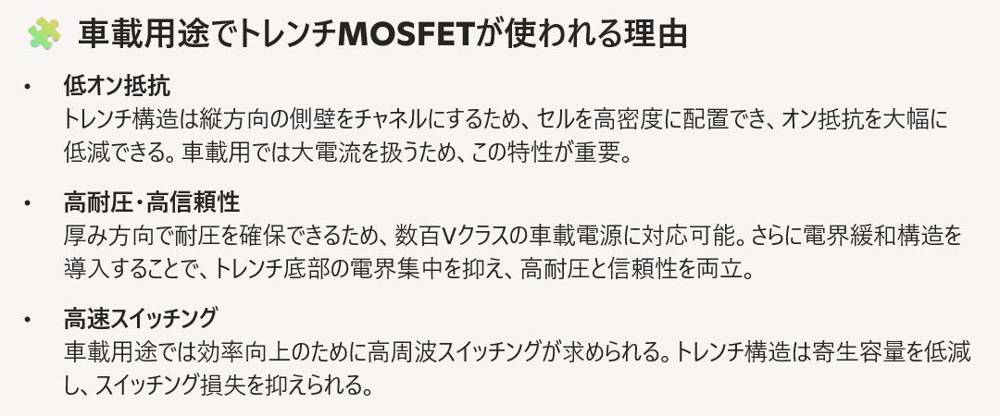 車載用途でトレンチMOSFETが使われる理由
• 低オン抵抗
トレンチ構造は縦方向の側壁をチャネルにするため、セルを高密度に配置でき、オン抵抗を大幅に
低減できる。車載用では大電流を扱うため、この特性が重要。
• 高耐圧・高信頼性
厚み方向で耐圧を確保できるため、数百Vクラスの車載電源に対応可能。さらに電界緩和構造を
導入することで、トレンチ底部の電界集中を抑え、高耐圧と信頼性を両立。
• 高速スイッチング
車載用途では効率向上のために高周波スイッチングが求められる。トレンチ構造は寄生容量を低減
し、スイッチング損失を抑えられる。